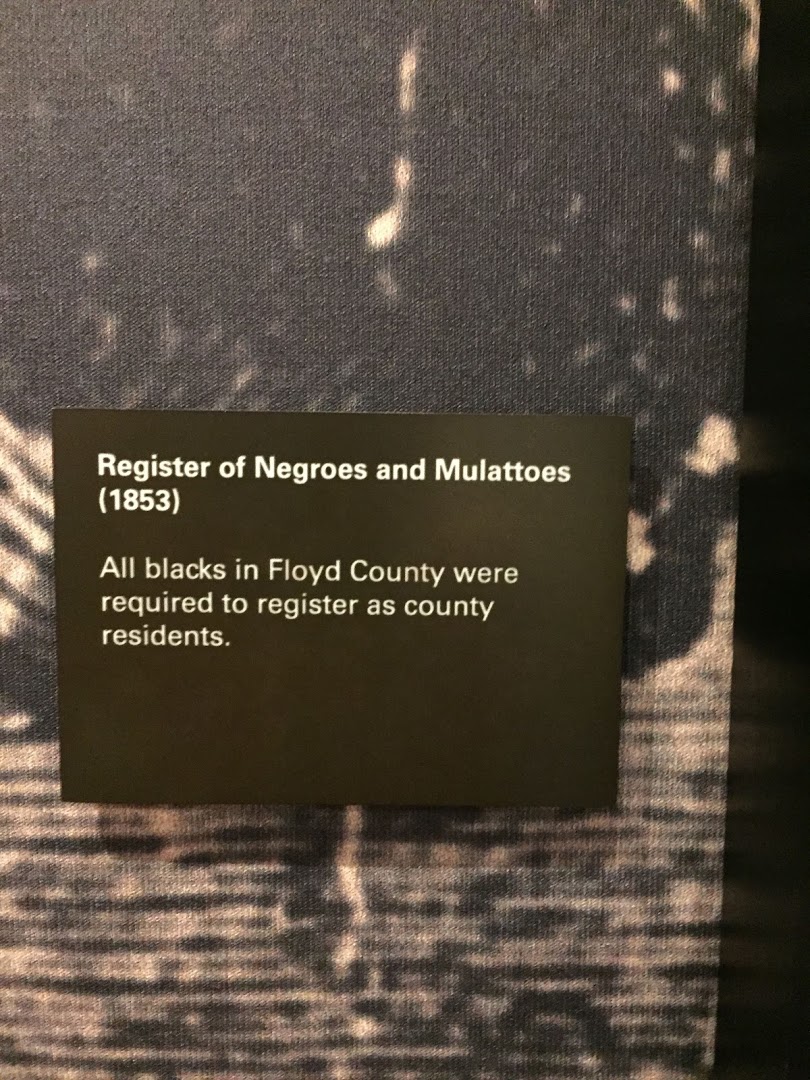 Register of Negroes and Mulattoes
(1853)
All blacks in Floyd County were
required to register as county
residents.